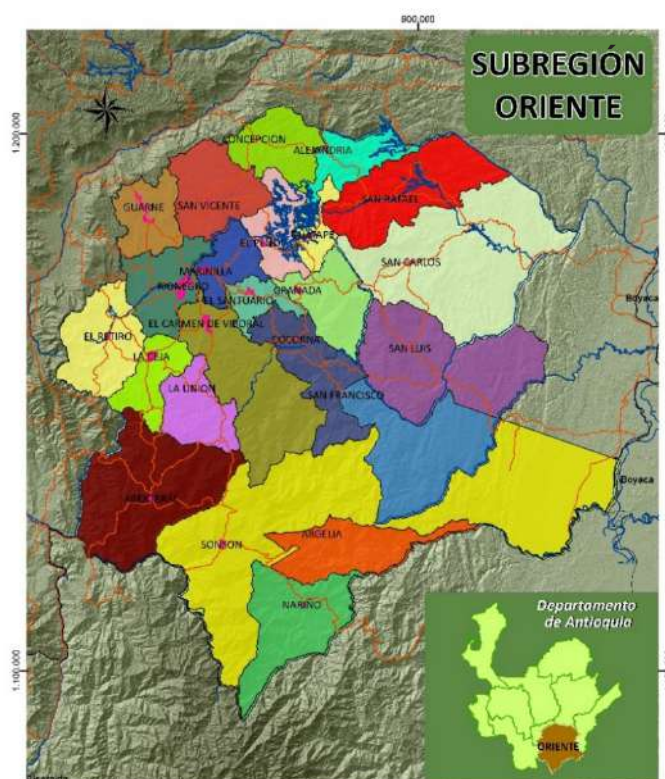 900,000
SUBREGIÓN
ORIENTE
1.200.000
CONCEPCION
ALEJANDRIA
GUARNE
SAN VICENTE
SAN RAFAEL
EL PEÑOL
GUATAPE
SAN CARLOS
MARINILLA
RIONEGRO
GRANADA
EL SANTUARIO
Boyaca
EL CARMEN DE VIBORAL
EL RETIRO
COCORNA
SAN LUIS
LA CEJA
LA UNION
SAN FRANCISCO
ABEJORRAL
Boyaca
ARGELIA
SONSON
NARIÑO
Departamento
de Antioquia
1.100.000
ORIENTE